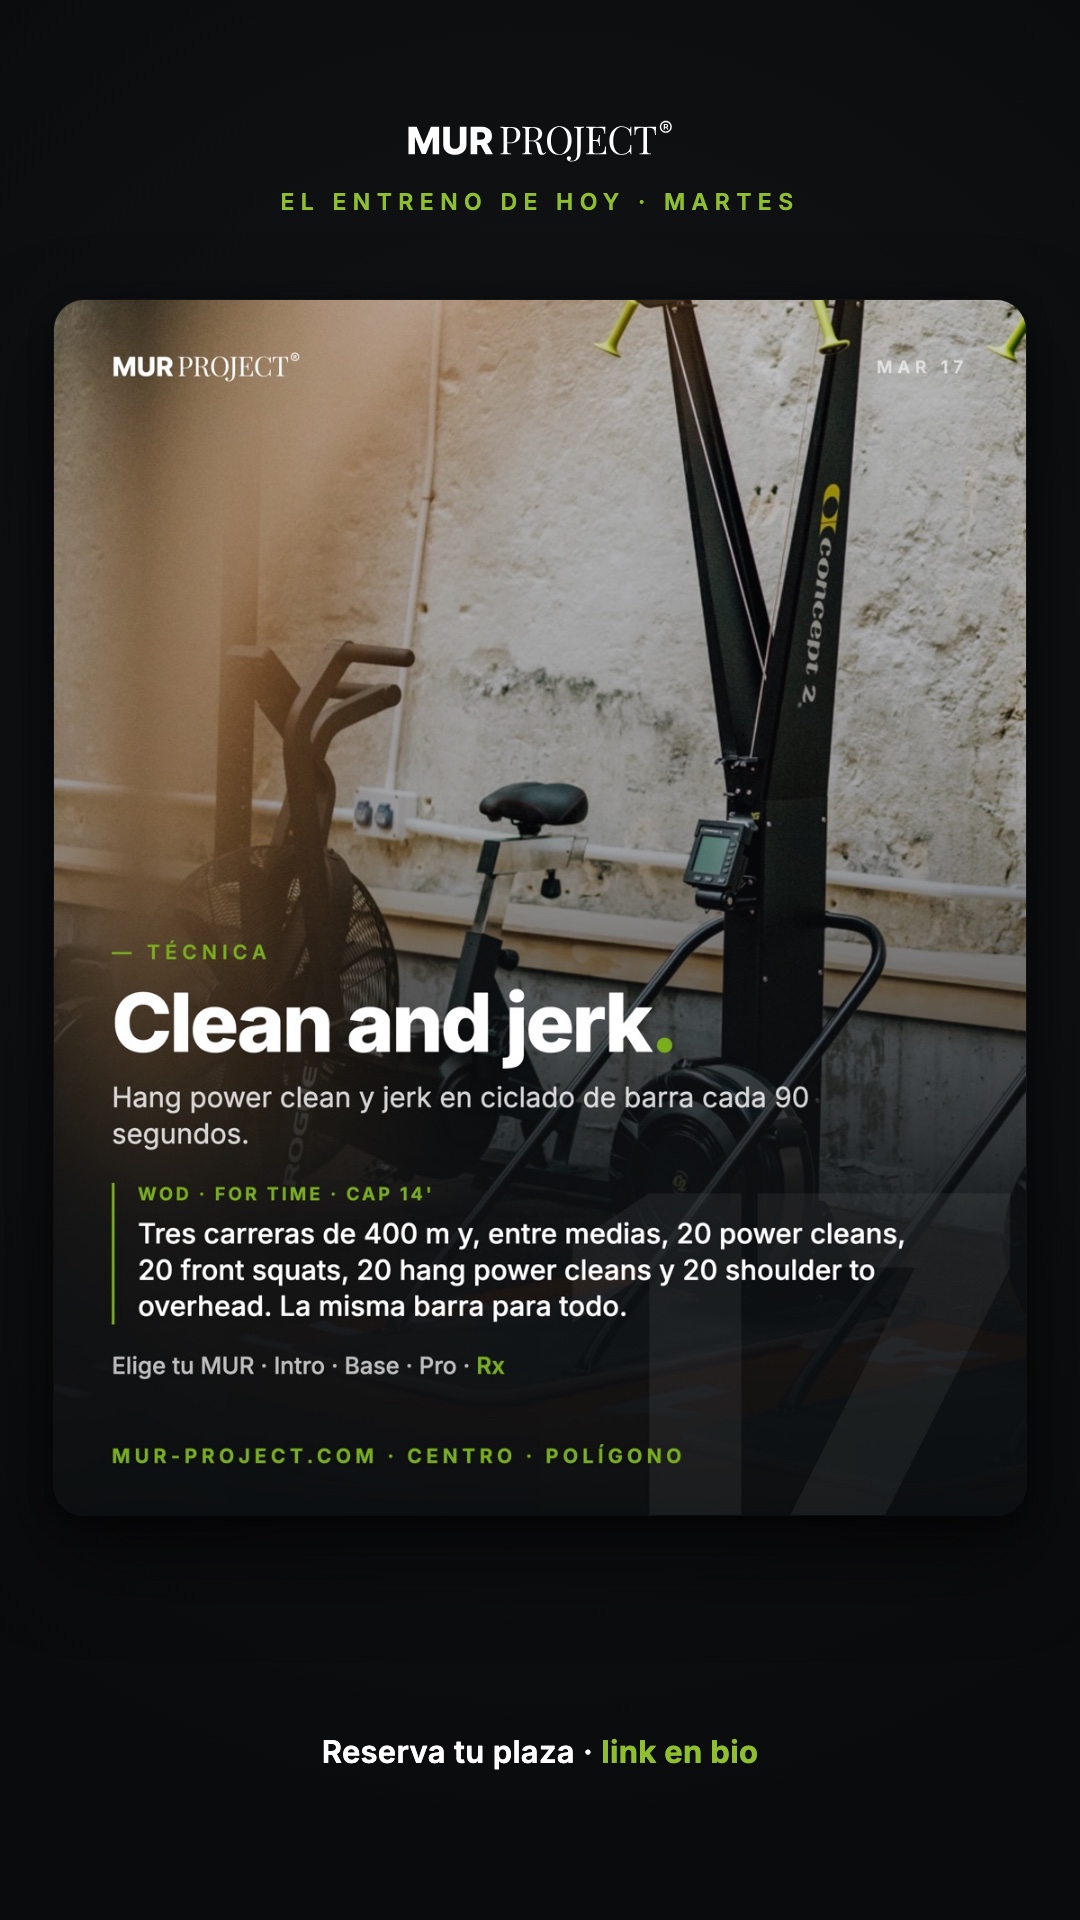 MUR PROJECT®
EL ENTRENO DE HOY · MARTES
MUR PROJECT®
MAR 17
concept 2.
— TÉCNICA
Clean and jerk.
Hang power clean y jerk en ciclado de barra cada 90
segundos.
WOD · FOR TIME · CAP 14'
Tres carreras de 400 m y, entre medias, 20 power cleans,
20 front squats, 20 hang power cleans y 20 shoulder to
overhead. La misma barra para todo.
Elige tu MUR · Intro · Base · Pro · Rx
17
MUR-PROJECT.COM · CENTRO · POLÍGONO
Reserva tu plaza · link en bio